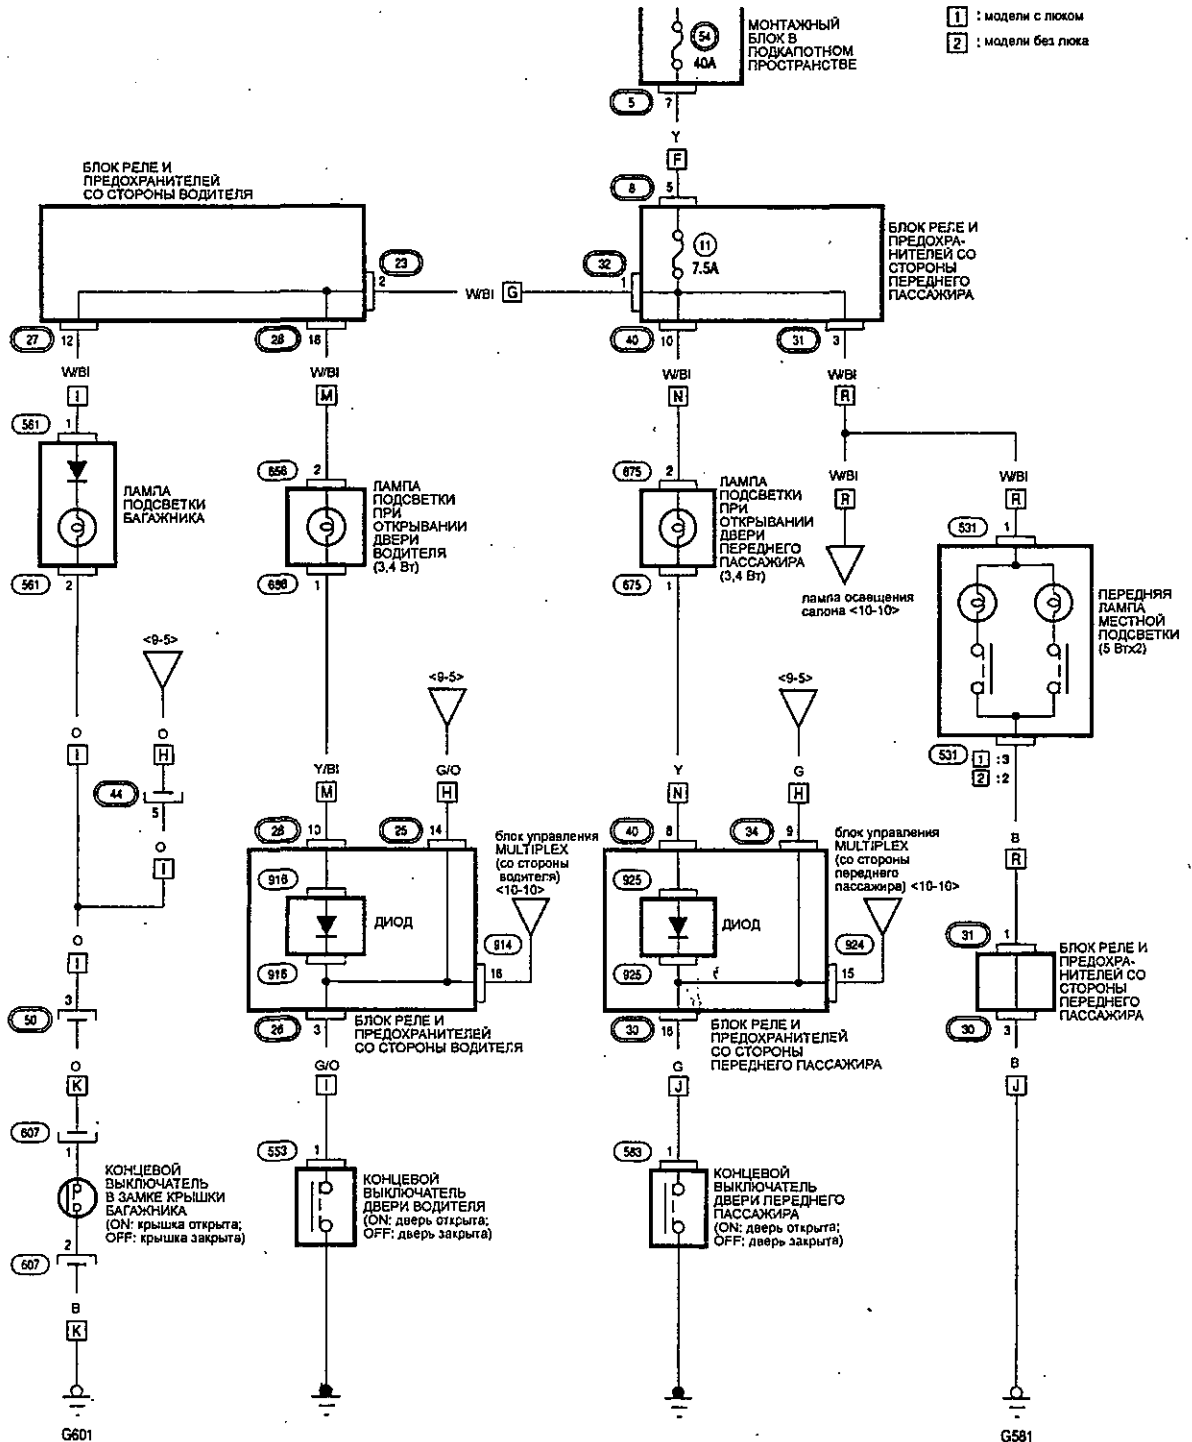 1 : модели с люком
2 : модели без люка
54
40A
МОНТАЖНЫЙ
БЛОК В
ПОДКАПОТНОМ
ПРОСТРАНСТВЕ
5
7
Y
F
8
5
БЛОК РЕЛЕ И
ПРЕДОХРАНИТЕЛЕЙ
СО СТОРОНЫ ВОДИТЕЛЯ
11
7.5A
БЛОК РЕЛЕ И
ПРЕДОХРА-
НИТЕЛЕЙ СО
СТОРОНЫ
ПЕРЕДНЕГО
ПАССАЖИРА
23
2
W/Bl
G
32
1
27
12
28
16
40
10
31
3
W/Bl
W/Bl
W/Bl
W/Bl
I
M
N
R
561
1
656
2
675
2
W/Bl
R
W/Bl
R
531
1
ЛАМПА
ПОДСВЕТКИ
БАГАЖНИКА
ЛАМПА
ПОДСВЕТКИ
ПРИ
ОТКРЫВАНИИ
ДВЕРИ
ВОДИТЕЛЯ
(3,4 Вт)
ЛАМПА
ПОДСВЕТКИ
ПРИ
ОТКРЫВАНИИ
ДВЕРИ
ПЕРЕДНЕГО
ПАССАЖИРА
(3,4 Вт)
лампа освещения
салона <10-10>
ПЕРЕДНЯЯ
ЛАМПА
МЕСТНОЙ
ПОДСВЕТКИ
(5 Втx2)
561
2
656
1
675
1
<9-5>
<9-5>
<9-5>
O
I
O
H
44
5
O
I
Y/Bl
M
G/O
H
Y
N
G
H
531
1 :3
2 :2
28
10
25
14
блок управления
MULTIPLEX
(со стороны
водителя)
<10-10>
40
8
34
9
блок управления
MULTIPLEX
(со стороны
переднего
пассажира) <10-10>
B
R
916
ДИОД
916
914
16
925
ДИОД
925
924
15
31
1
БЛОК РЕЛЕ И
ПРЕДОХРА-
НИТЕЛЕЙ СО
СТОРОНЫ
ПЕРЕДНЕГО
ПАССАЖИРА
30
3
O
I
3
50
26
3
БЛОК РЕЛЕ И
ПРЕДОХРАНИТЕЛЕЙ
СО СТОРОНЫ ВОДИТЕЛЯ
30
16
БЛОК РЕЛЕ И
ПРЕДОХРАНИТЕЛЕЙ
СО СТОРОНЫ
ПЕРЕДНЕГО ПАССАЖИРА
O
K
G/O
I
G
J
B
J
607
1
553
1
583
1
КОНЦЕВОЙ
ВЫКЛЮЧАТЕЛЬ
В ЗАМКЕ КРЫШКИ
БАГАЖНИКА
(ON: крышка открыта;
OFF: крышка закрыта)
КОНЦЕВОЙ
ВЫКЛЮЧАТЕЛЬ
ДВЕРИ ВОДИТЕЛЯ
(ON: дверь открыта;
OFF: дверь закрыта)
КОНЦЕВОЙ
ВЫКЛЮЧАТЕЛЬ
ДВЕРИ ПЕРЕДНЕГО
ПАССАЖИРА
(ON: дверь открыта;
OFF: дверь закрыта)
2
607
B
K
G601
G581